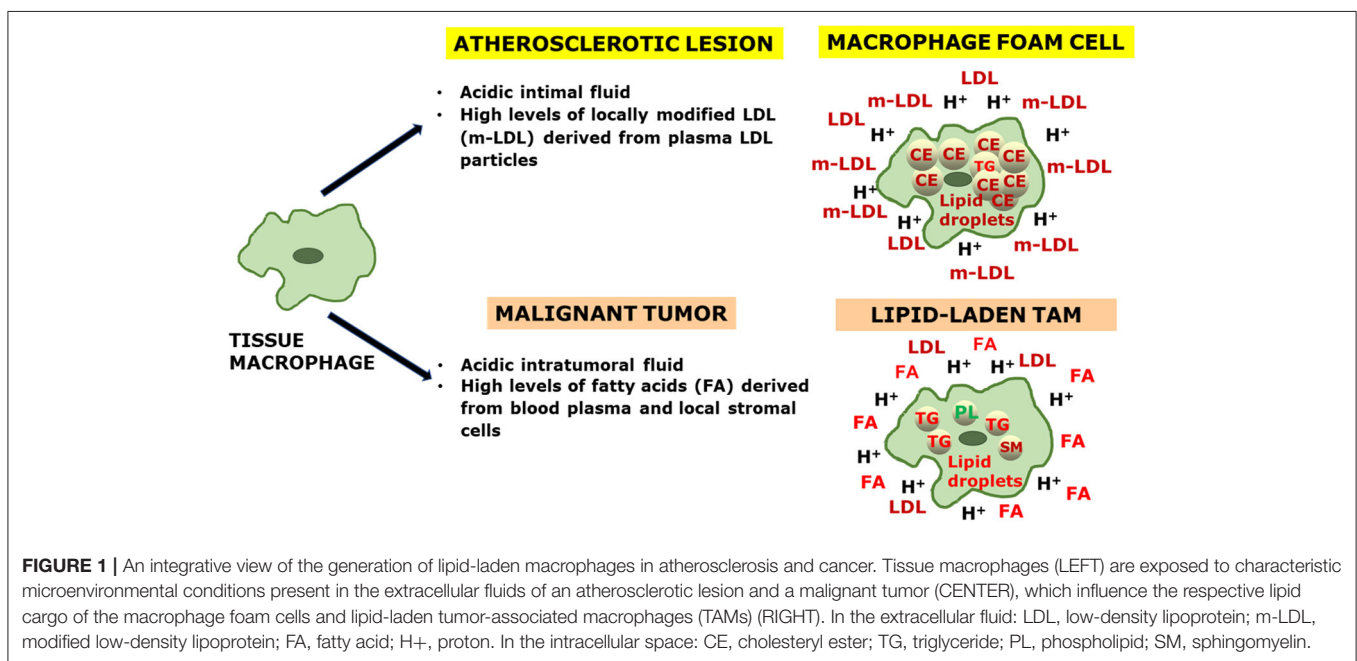 ATHEROSCLEROTIC LESION
• Acidic intimal fluid
• High levels of locally modified LDL
(m-LDL) derived from plasma LDL
particles
MACROPHAGE FOAM CELL
LDL
m-LDL H+ H+ m-LDL
LDL
H+ H+
CE CE CE CE
m-LDL TG m-LDL
CE CE CE
H+ CE
Lipid
droplets
m-LDL H+ H+
LDL H+ m-LDL
m-LDL
TISSUE
MACROPHAGE
MALIGNANT TUMOR
• Acidic intratumoral fluid
• High levels of fatty acids (FA) derived
from blood plasma and local stromal
cells
LIPID-LADEN TAM
LDL FA
FA H+ H+ LDL
FA
H+ H+
FA TG PL TG
TG SM FA
H+ Lipid
droplets
FA H+ H+ FA
LDL H+ FA
FIGURE 1 | An integrative view of the generation of lipid-laden macrophages in atherosclerosis and cancer. Tissue macrophages (LEFT) are exposed to characteristic
microenvironmental conditions present in the extracellular fluids of an atherosclerotic lesion and a malignant tumor (CENTER), which influence the respective lipid
cargo of the macrophage foam cells and lipid-laden tumor-associated macrophages (TAMs) (RIGHT). In the extracellular fluid: LDL, low-density lipoprotein; m-LDL,
modified low-density lipoprotein; FA, fatty acid; H+, proton. In the intracellular space: CE, cholesteryl ester; TG, triglyceride; PL, phospholipid; SM, sphingomyelin.